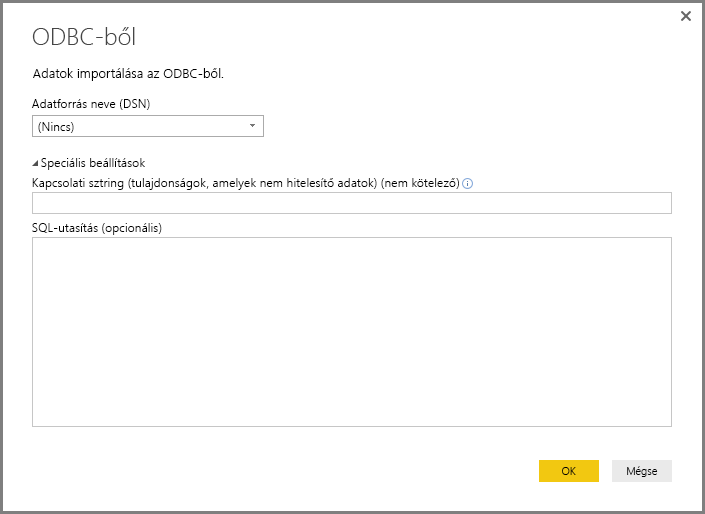 ODBC-ből
Adatok importálása az ODBC-ből.
Adatforrás neve (DSN)
(Nincs)
Speciális beállítások
Kapcsolati sztring (tulajdonságok, amelyek nem hitelesítő adatok) (nem kötelező)
SQL-utasítás (opcionális)
OK
Mégse